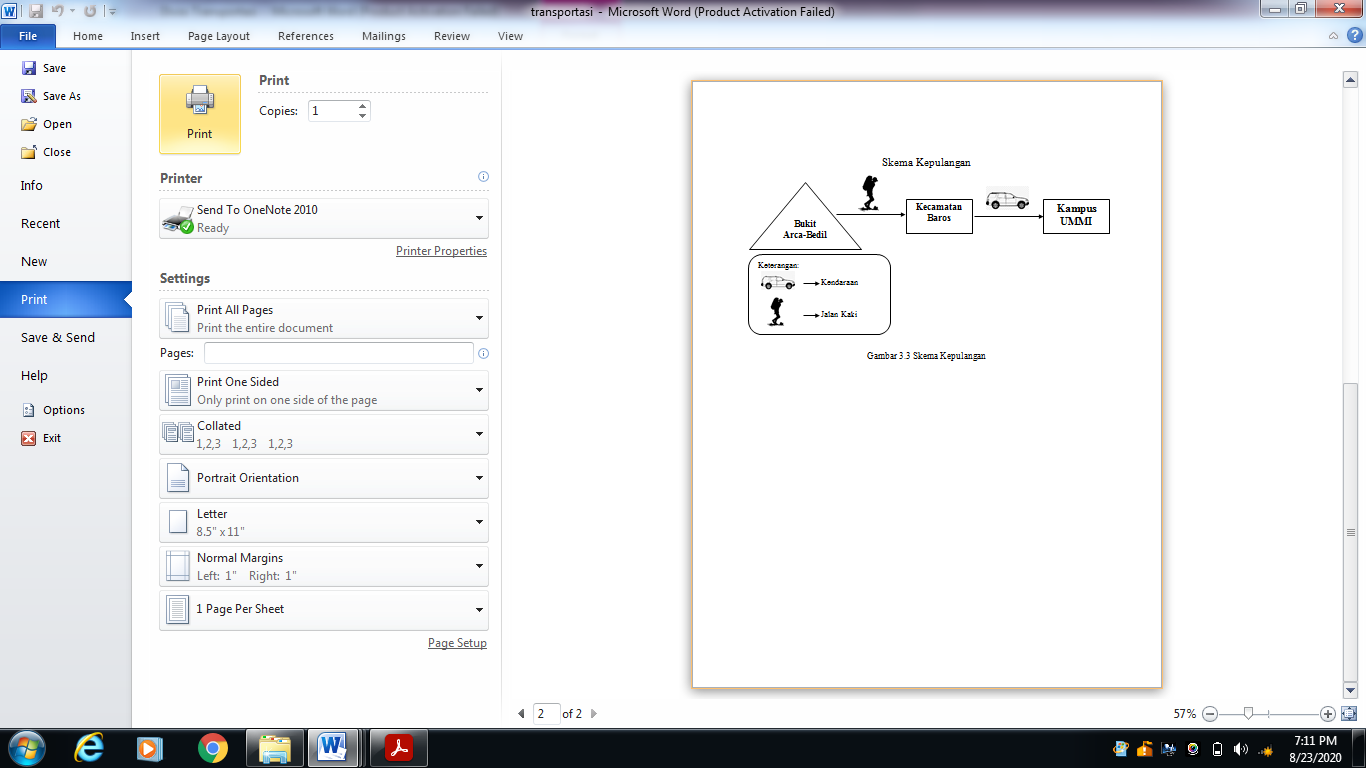 transportasi - Microsoft Word (Product Activation Failed)
File
Home
Insert
Page Layout
References
Mailings
Review
View
Save
Save As
Open
Close
Info
Recent
New
Print
Save & Send
Help
Options
Exit
Print
Print
Copies: 1
Printer
Send To OneNote 2010
Ready
Printer Properties
Settings
Print All Pages
Print the entire document
Pages:
Print One Sided
Only print on one side of the page
Collated
1,2,3 1,2,3 1,2,3
Portrait Orientation
Letter
8.5" x 11"
Normal Margins
Left: 1" Right: 1"
1 Page Per Sheet
Page Setup
Skema Kepulangan
Bukit
Arca-Bedil
Kecamatan
Baros
Kampus
UMMI
Keterangan:
Kendaraan
Jalan Kaki
Gambar 3.3 Skema Kepulangan
2 of 2
57%
7:11 PM
8/23/2020